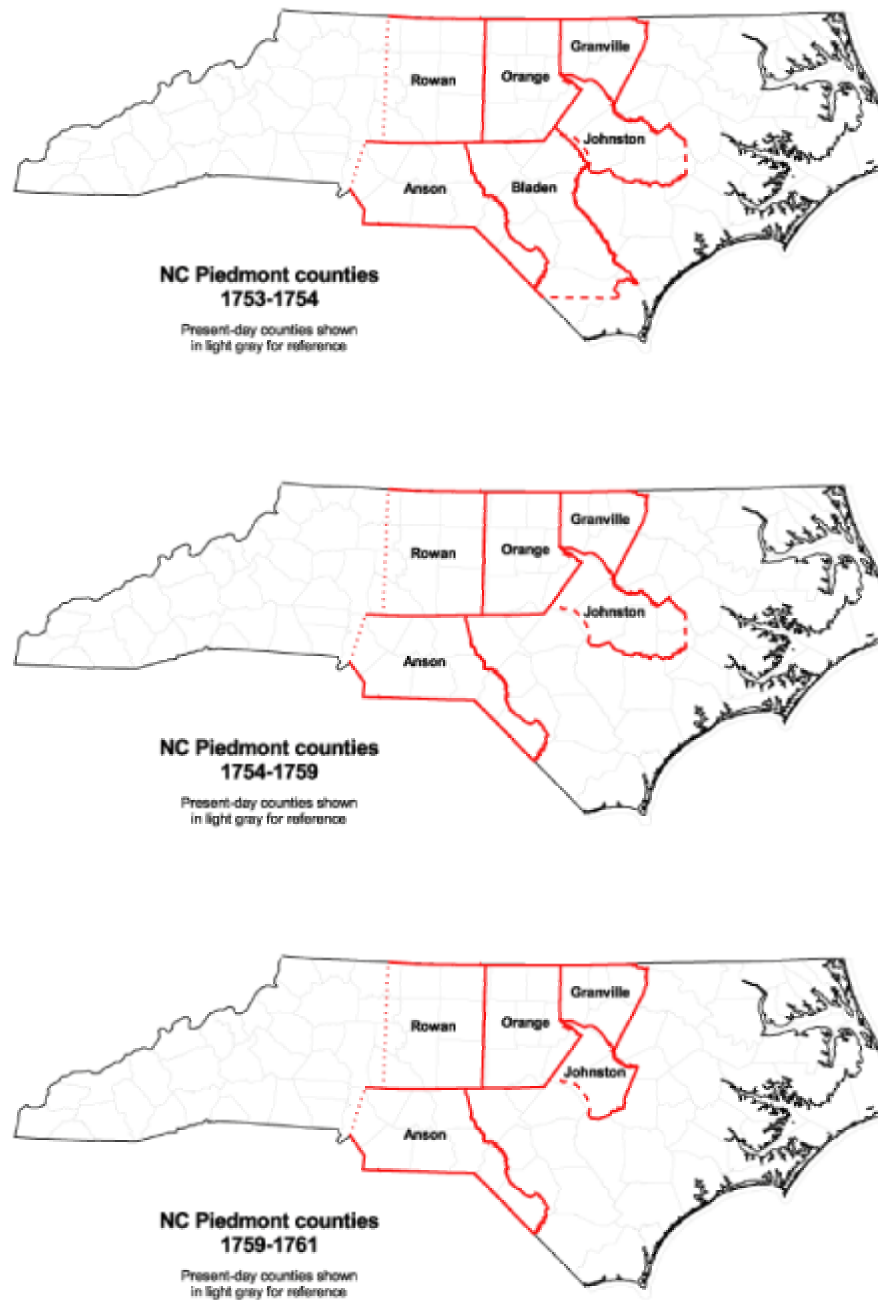 Granville
Rowan
Orange
Johnston
Anson
Bladen
NC Piedmont counties
1753-1754
Present-day counties shown
in light gray for reference
Granville
Rowan
Orange
Johnston
Anson
NC Piedmont counties
1754-1759
Present-day counties shown
in light gray for reference
Granville
Rowan
Orange
Johnston
Anson
NC Piedmont counties
1759-1761
Present-day counties shown
in light gray for reference